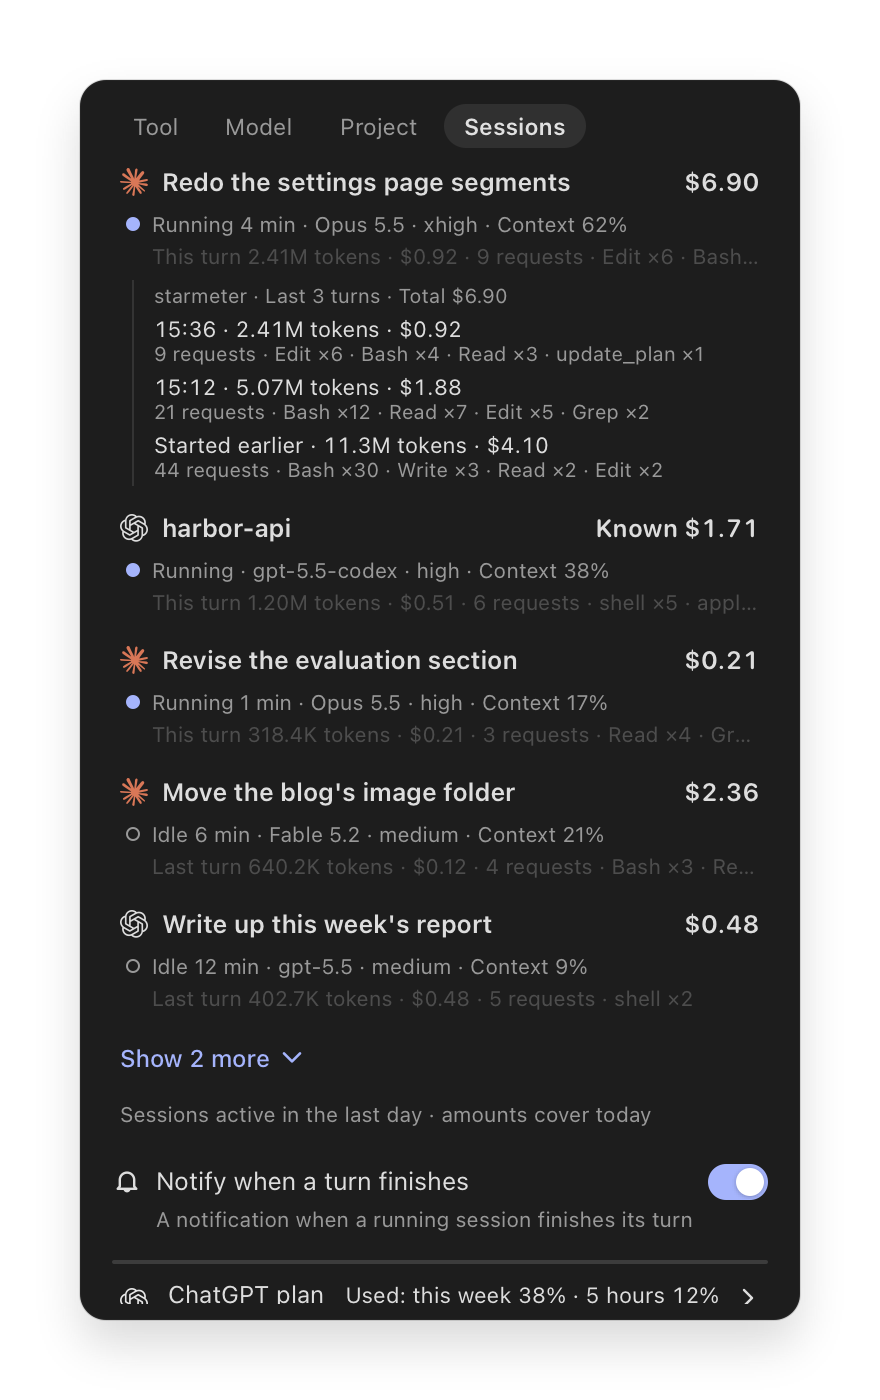 Tool Model Project Sessions
Redo the settings page segments $6.90
Running 4 min · Opus 5.5 · xhigh · Context 62%
This turn 2.41M tokens · $0.92 · 9 requests · Edit ×6 · Bash...
starmeter · Last 3 turns · Total $6.90
15:36 · 2.41M tokens · $0.92
9 requests · Edit ×6 · Bash ×4 · Read ×3 · update_plan ×1
15:12 · 5.07M tokens · $1.88
21 requests · Bash ×12 · Read ×7 · Edit ×5 · Grep ×2
Started earlier · 11.3M tokens · $4.10
44 requests · Bash ×30 · Write ×3 · Read ×2 · Edit ×2
harbor-api Known $1.71
Running · gpt-5.5-codex · high · Context 38%
This turn 1.20M tokens · $0.51 · 6 requests · shell ×5 · appl...
Revise the evaluation section $0.21
Running 1 min · Opus 5.5 · high · Context 17%
This turn 318.4K tokens · $0.21 · 3 requests · Read ×4 · Gr...
Move the blog's image folder $2.36
Idle 6 min · Fable 5.2 · medium · Context 21%
Last turn 640.2K tokens · $0.12 · 4 requests · Bash ×3 · Re...
Write up this week's report $0.48
Idle 12 min · gpt-5.5 · medium · Context 9%
Last turn 402.7K tokens · $0.48 · 5 requests · shell ×2
Show 2 more
Sessions active in the last day · amounts cover today
Notify when a turn finishes
A notification when a running session finishes its turn
ChatGPT plan Used: this week 38% · 5 hours 12%